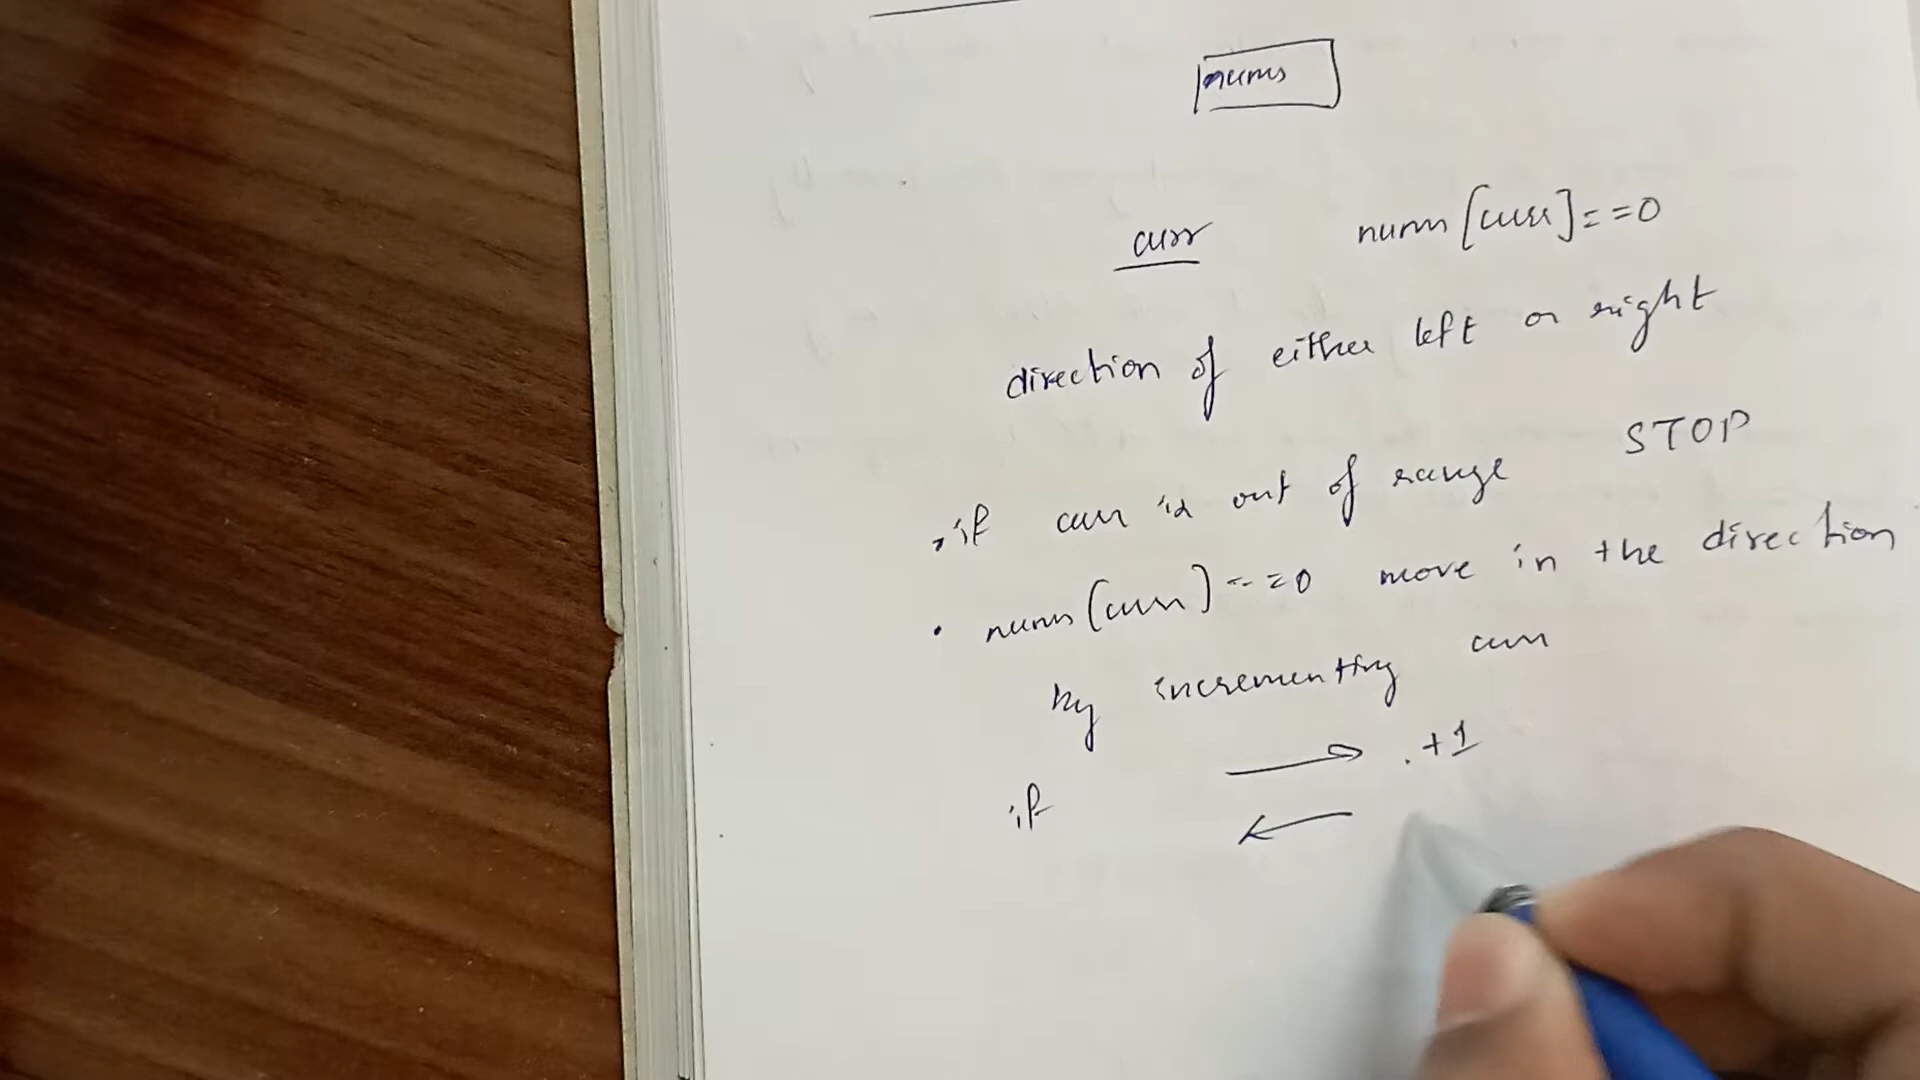 nums
curr nums[curr]==0
direction of either left or right
if curr is out of range STOP
• nums[curr]==0 move in the direction
by incrementing curr
if → +1
←